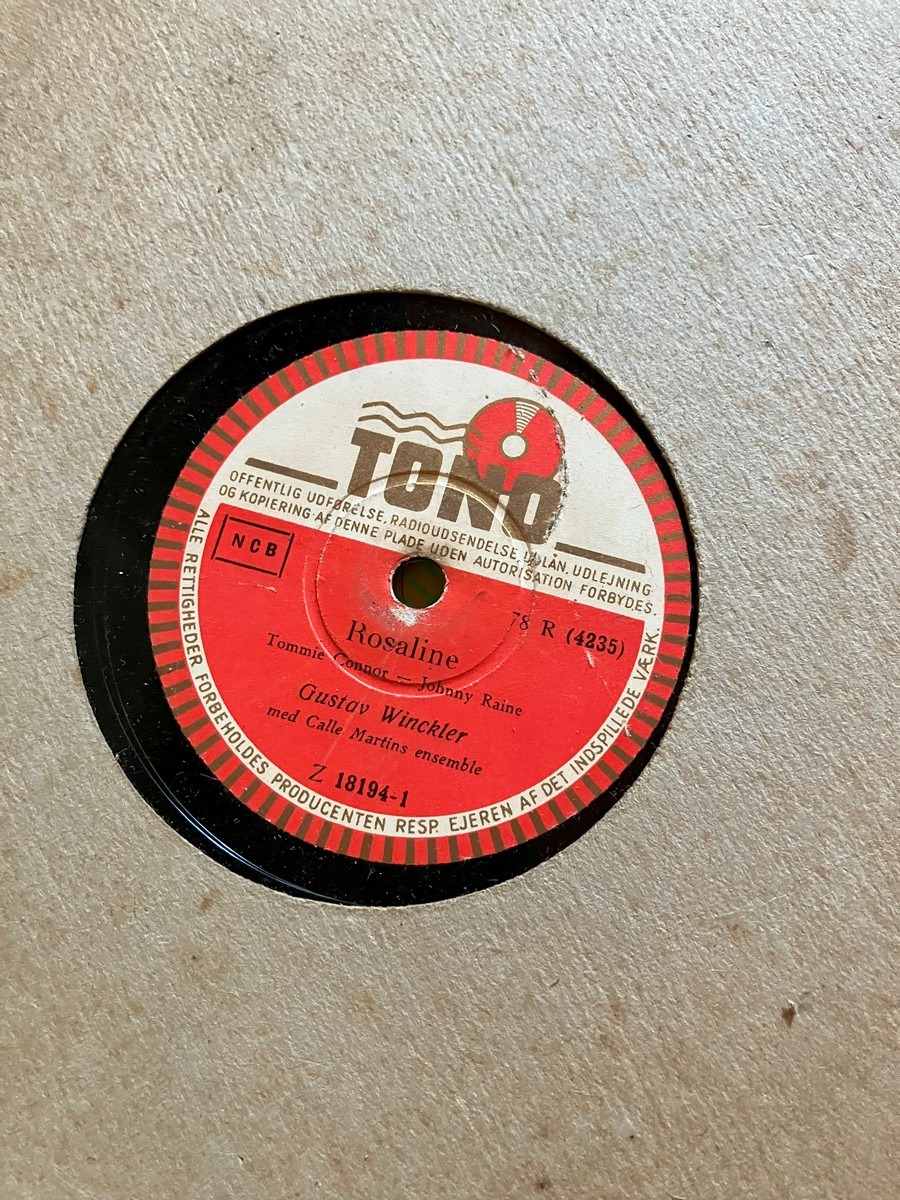 TONO
OFFENTLIG UDFØRELSE, RADIOUDSENDELSE UDLÅN, UDLEJNING
OG KOPIERING AF DENNE PLADE UDEN AUTORISATION FORBYDES.
NCB
78 R (4235)
Rosaline
Tommie Connor — Johnny Raine
Gustav Winckler
med Calle Martins ensemble
Z 18194-1
ALLE RETTIGHEDER FORBEHOLDES PRODUCENTEN RESP. EJEREN AF DET INDSPILLEDE VÆRK.